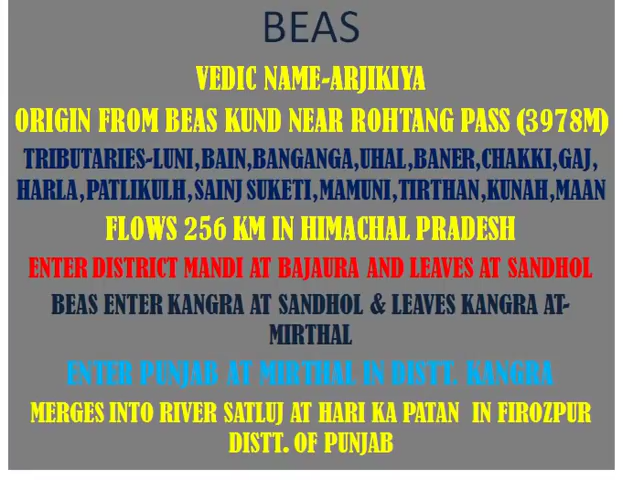 BEAS
VEDIC NAME-ARJIKIYA
ORIGIN FROM BEAS KUND NEAR ROHTANG PASS (3978M)
TRIBUTARIES-LUNI,BAIN,BANGANGA,UHAL,BANER,CHAKKI,GAJ,
HARLA,PATLIKULH,SAINJ SUKETI,MAMUNI,TIRTHAN,KUNAH,MAAN
FLOWS 256 KM IN HIMACHAL PRADESH
ENTER DISTRICT MANDI AT BAJAURA AND LEAVES AT SANDHOL
BEAS ENTER KANGRA AT SANDHOL & LEAVES KANGRA AT-
MIRTHAL
ENTER PUNJAB AT MIRTHAL IN DISTT. KANGRA
MERGES INTO RIVER SATLUJ AT HARI KA PATAN IN FIROZPUR
DISTT. OF PUNJAB